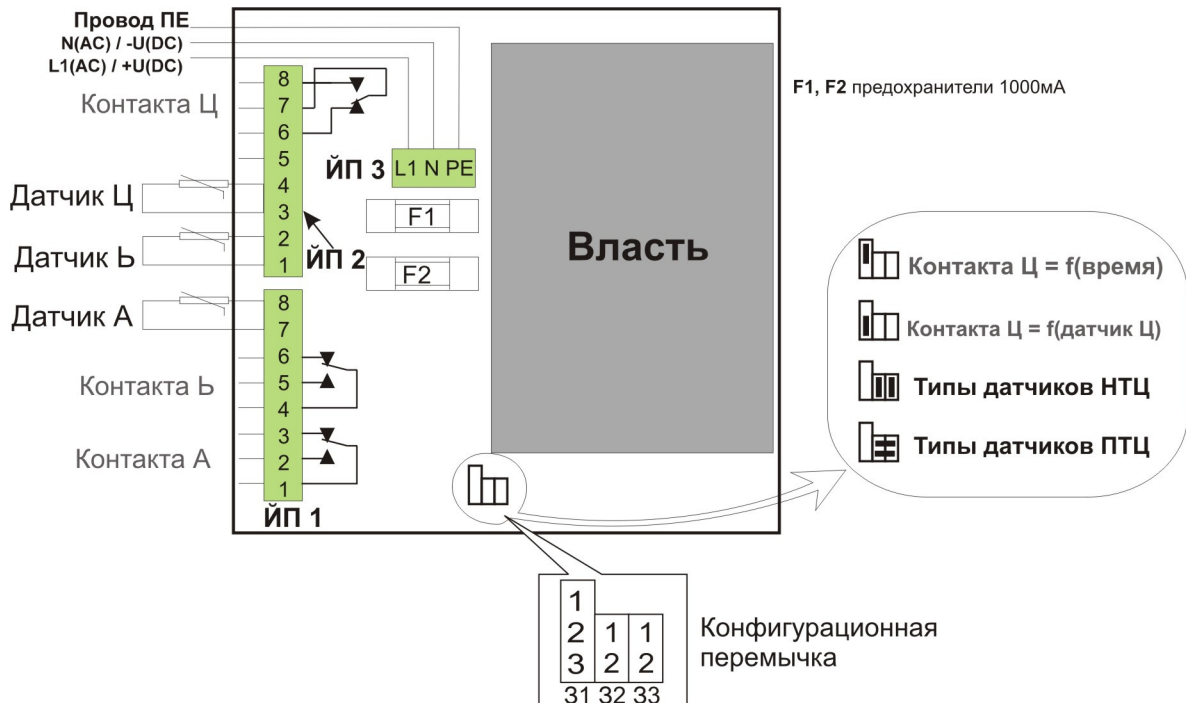 Провод ПЕ
N(AC) / -U(DC)
L1(AC) / +U(DC)
Контакта Ц
Датчик Ц
Датчик Ь
Датчик А
Контакта Ь
Контакта А
8
7
6
5
4
3
2
1
ЙП 2
8
7
6
5
4
3
2
1
ЙП 1
ЙП 3
L1 N PE
F1
F2
Власть
F1, F2 предохранители 1000мА
Контакта Ц = f(время)
Контакта Ц = f(датчик Ц)
Типы датчиков НТЦ
Типы датчиков ПТЦ
1
2 1 1
3 2 2
31 32 33
Конфигурационная
перемычка